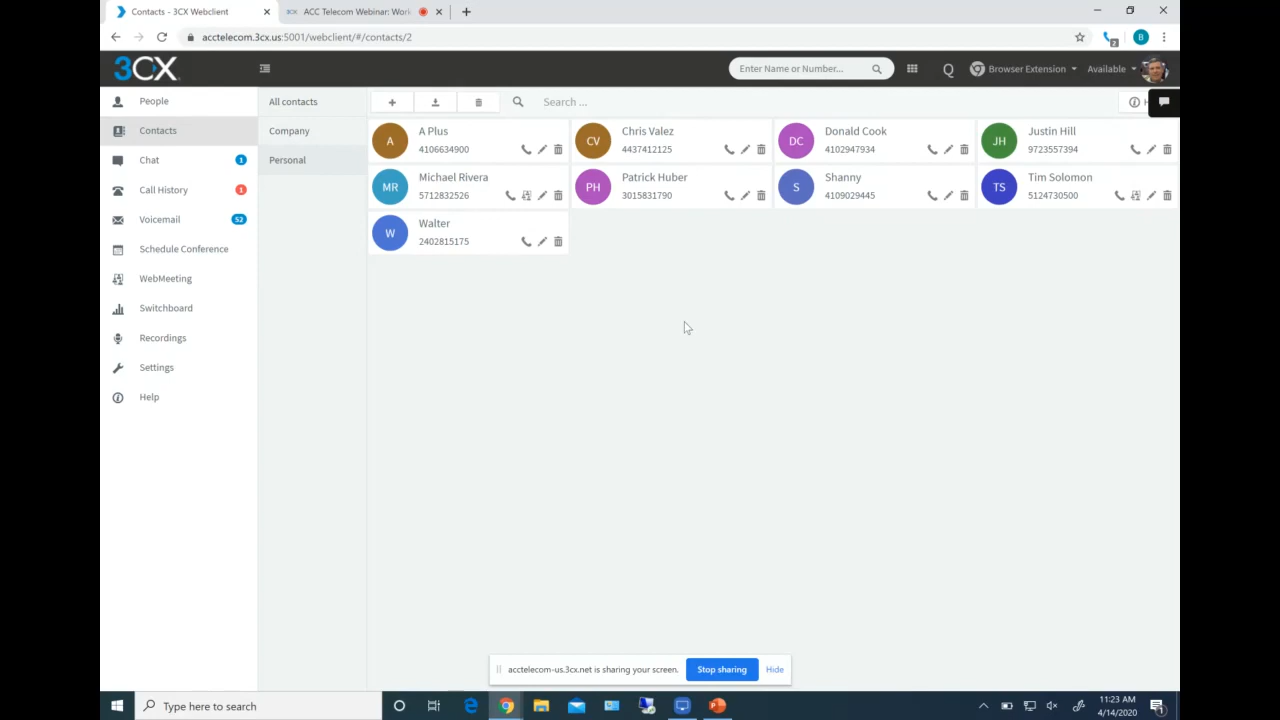 Contacts - 3CX Webclient
ACC Telecom Webinar: Work
acctelecom.3cx.us:5001/webclient/#/contacts/2
2
B
3CX
Enter Name or Number...
Q
Browser Extension
Available
People
Contacts
Chat
1
Call History
1
Voicemail
52
Schedule Conference
WebMeeting
Switchboard
Recordings
Settings
Help
All contacts
Company
Personal
Search ...
A
A Plus
4106634900
CV
Chris Valez
4437412125
DC
Donald Cook
4102947934
JH
Justin Hill
9723557394
MR
Michael Rivera
5712832526
PH
Patrick Huber
3015831790
S
Shanny
4109029445
TS
Tim Solomon
5124730500
W
Walter
2402815175
acctelecom-us.3cx.net is sharing your screen.
Stop sharing
Hide
Type here to search
11:23 AM
4/14/2020
1